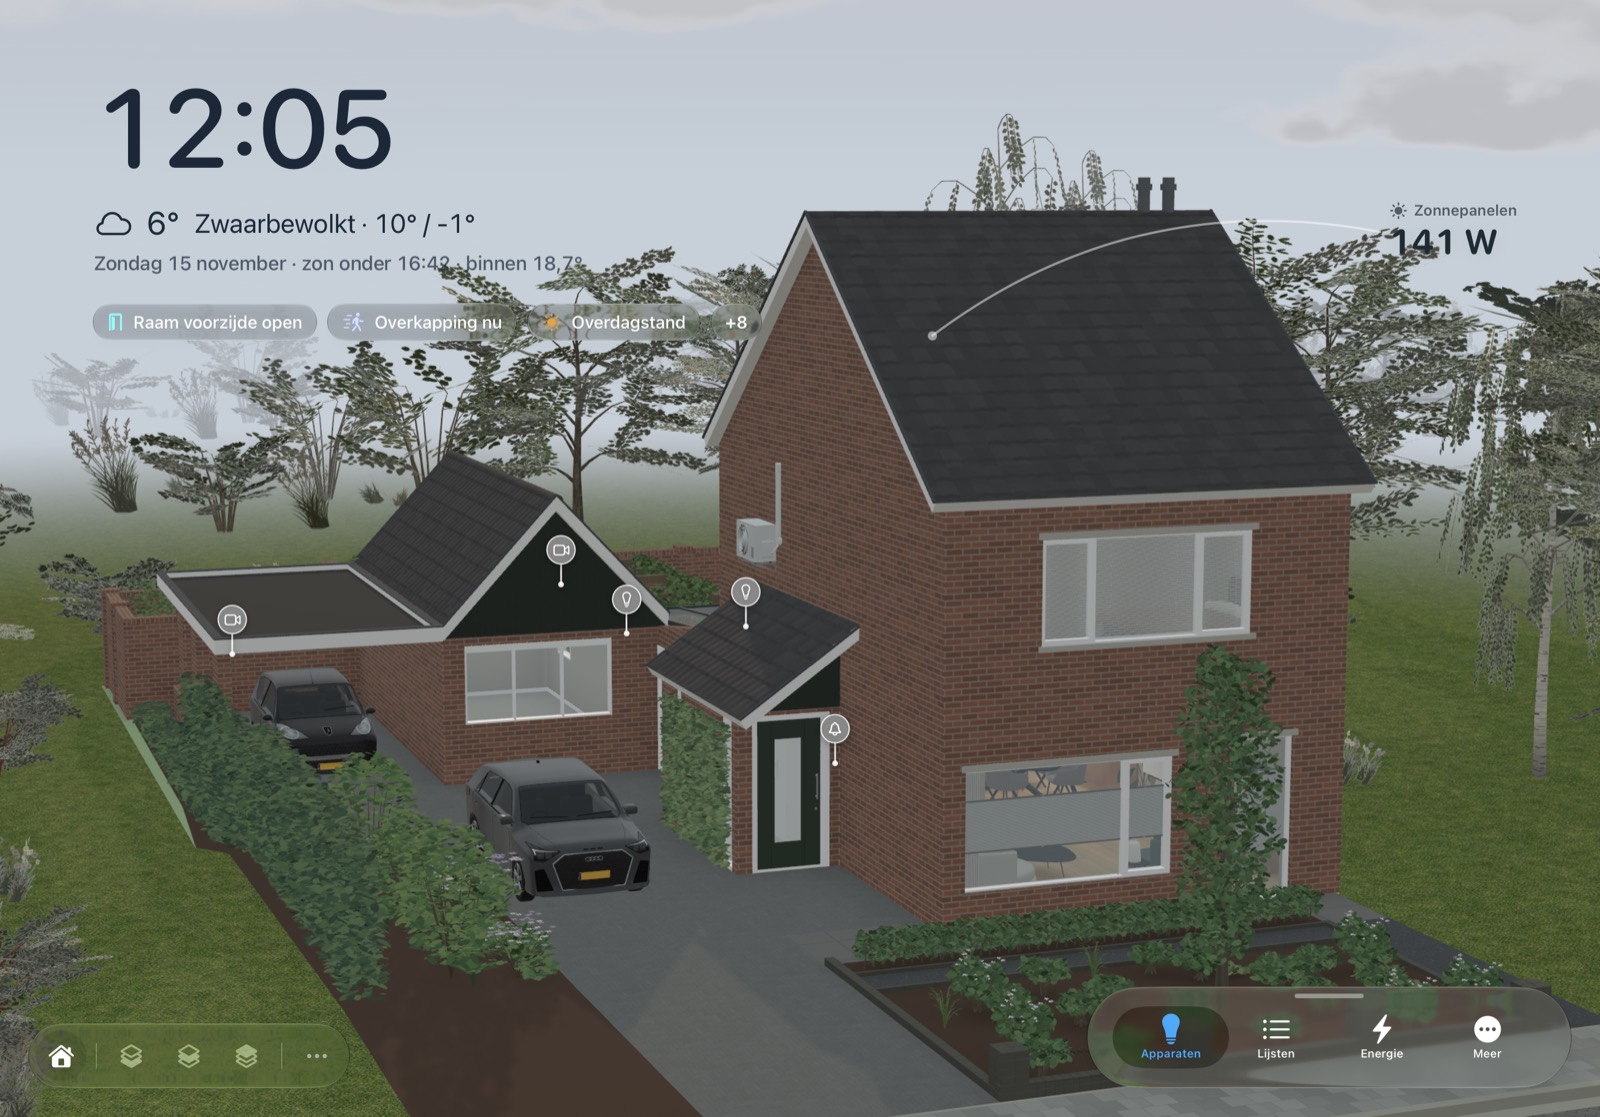 12:05
6° Zwaarbewolkt · 10° / -1°
Zondag 15 november · zon onder 16:42 · binnen 18,7°
Raam voorzijde open
Overkapping nu
Overdagstand
+8
Zonnepanelen
141 W
Apparaten
Lijsten
Energie
Meer